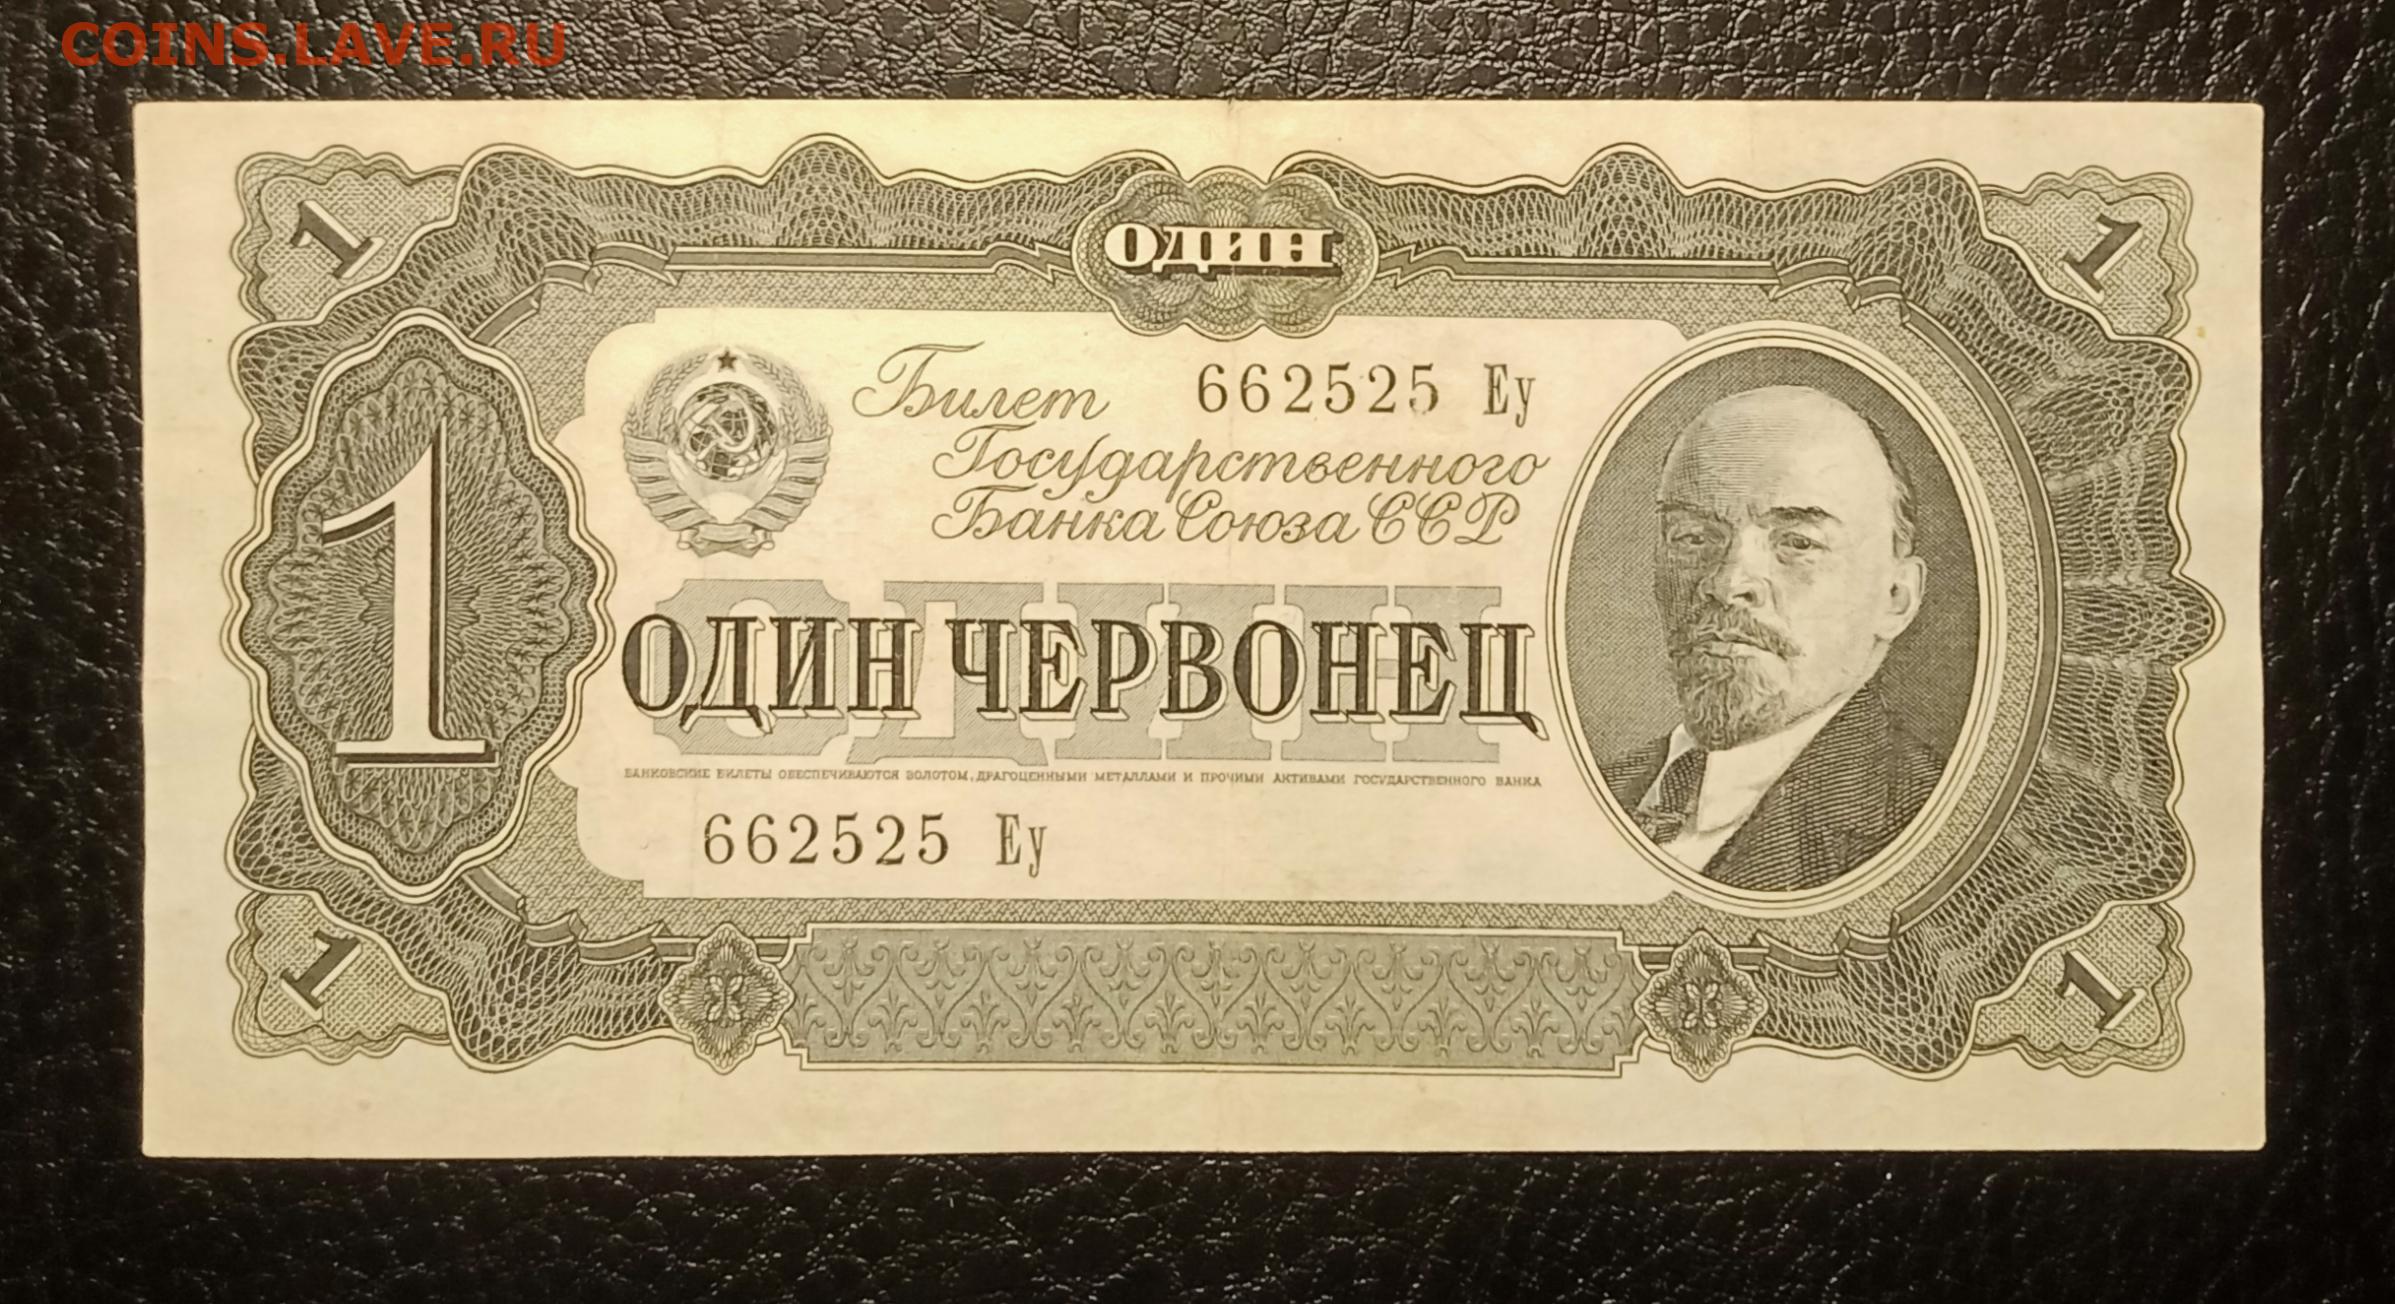 COINS.LAVE.RU
1
ОДИН
1
Билет 662525 Еу
Государственного
Банка Союза ССР
1
ОДИН
ОДИН ЧЕРВОНЕЦ
БАНКОВСКИЕ БИЛЕТЫ ОБЕСПЕЧИВАЮТСЯ ЗОЛОТОМ, ДРАГОЦЕННЫМИ МЕТАЛЛАМИ И ПРОЧИМИ АКТИВАМИ ГОСУДАРСТВЕННОГО БАНКА
662525 Еу
1
1